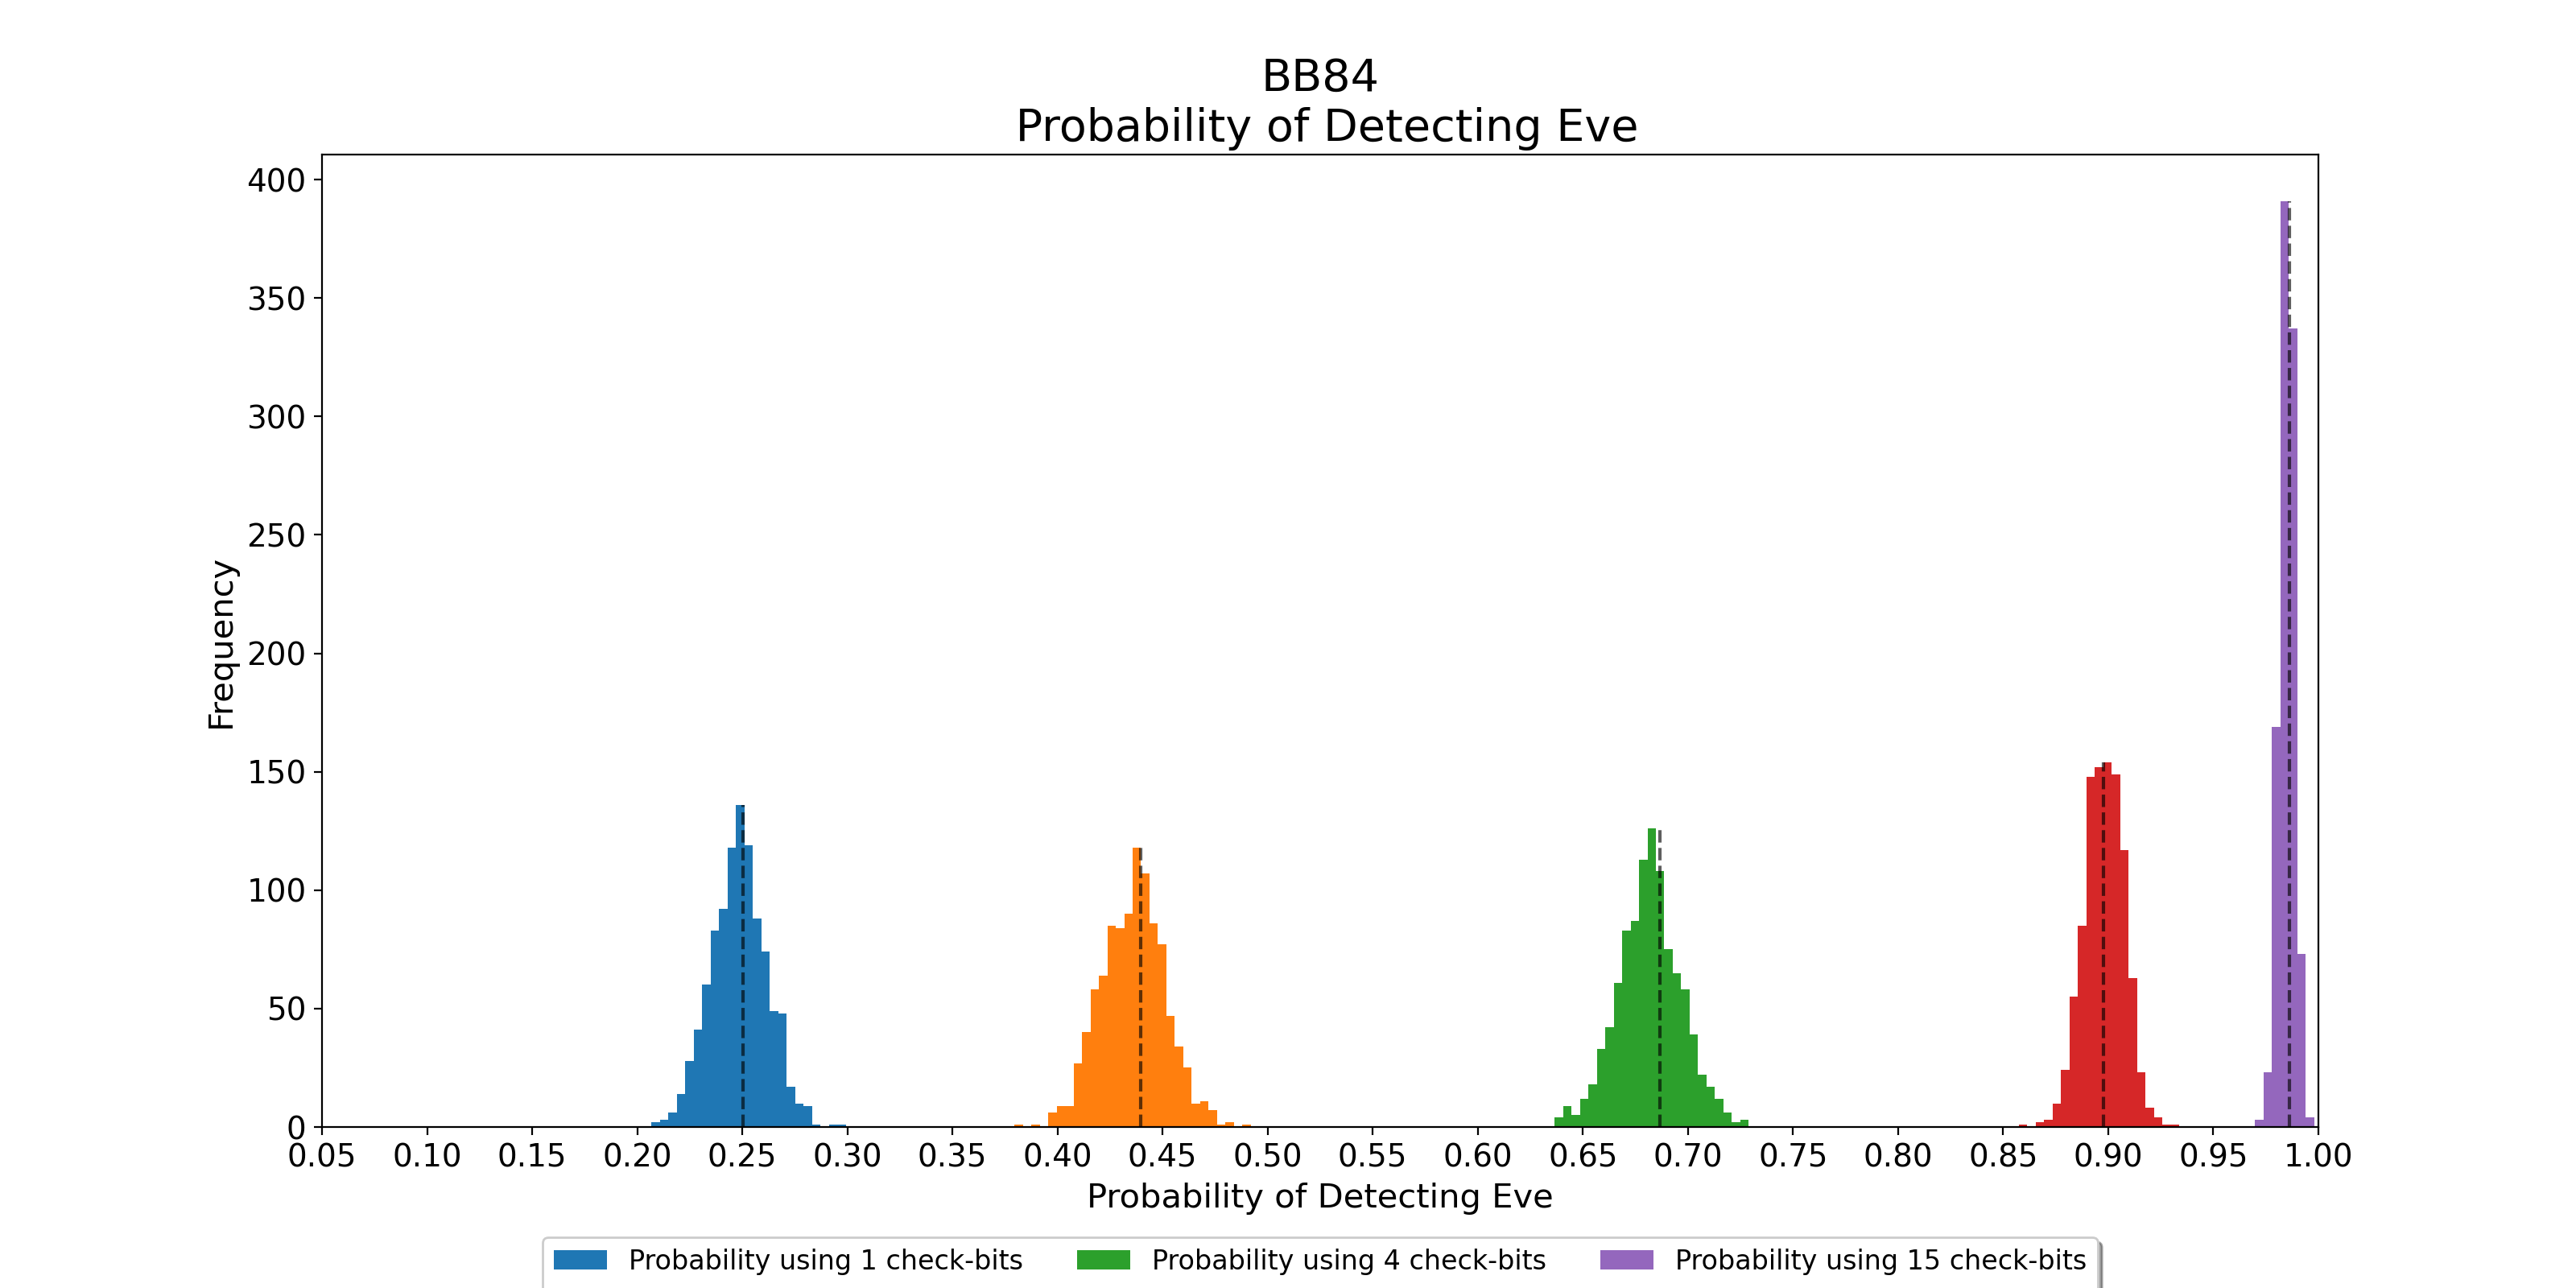 BB84
Probability of Detecting Eve
400
350
300
250
200
150
100
50
0
Frequency
0.05 0.10 0.15 0.20 0.25 0.30 0.35 0.40 0.45 0.50 0.55 0.60 0.65 0.70 0.75 0.80 0.85 0.90 0.95 1.00
Probability of Detecting Eve
Probability using 1 check-bits Probability using 4 check-bits Probability using 15 check-bits